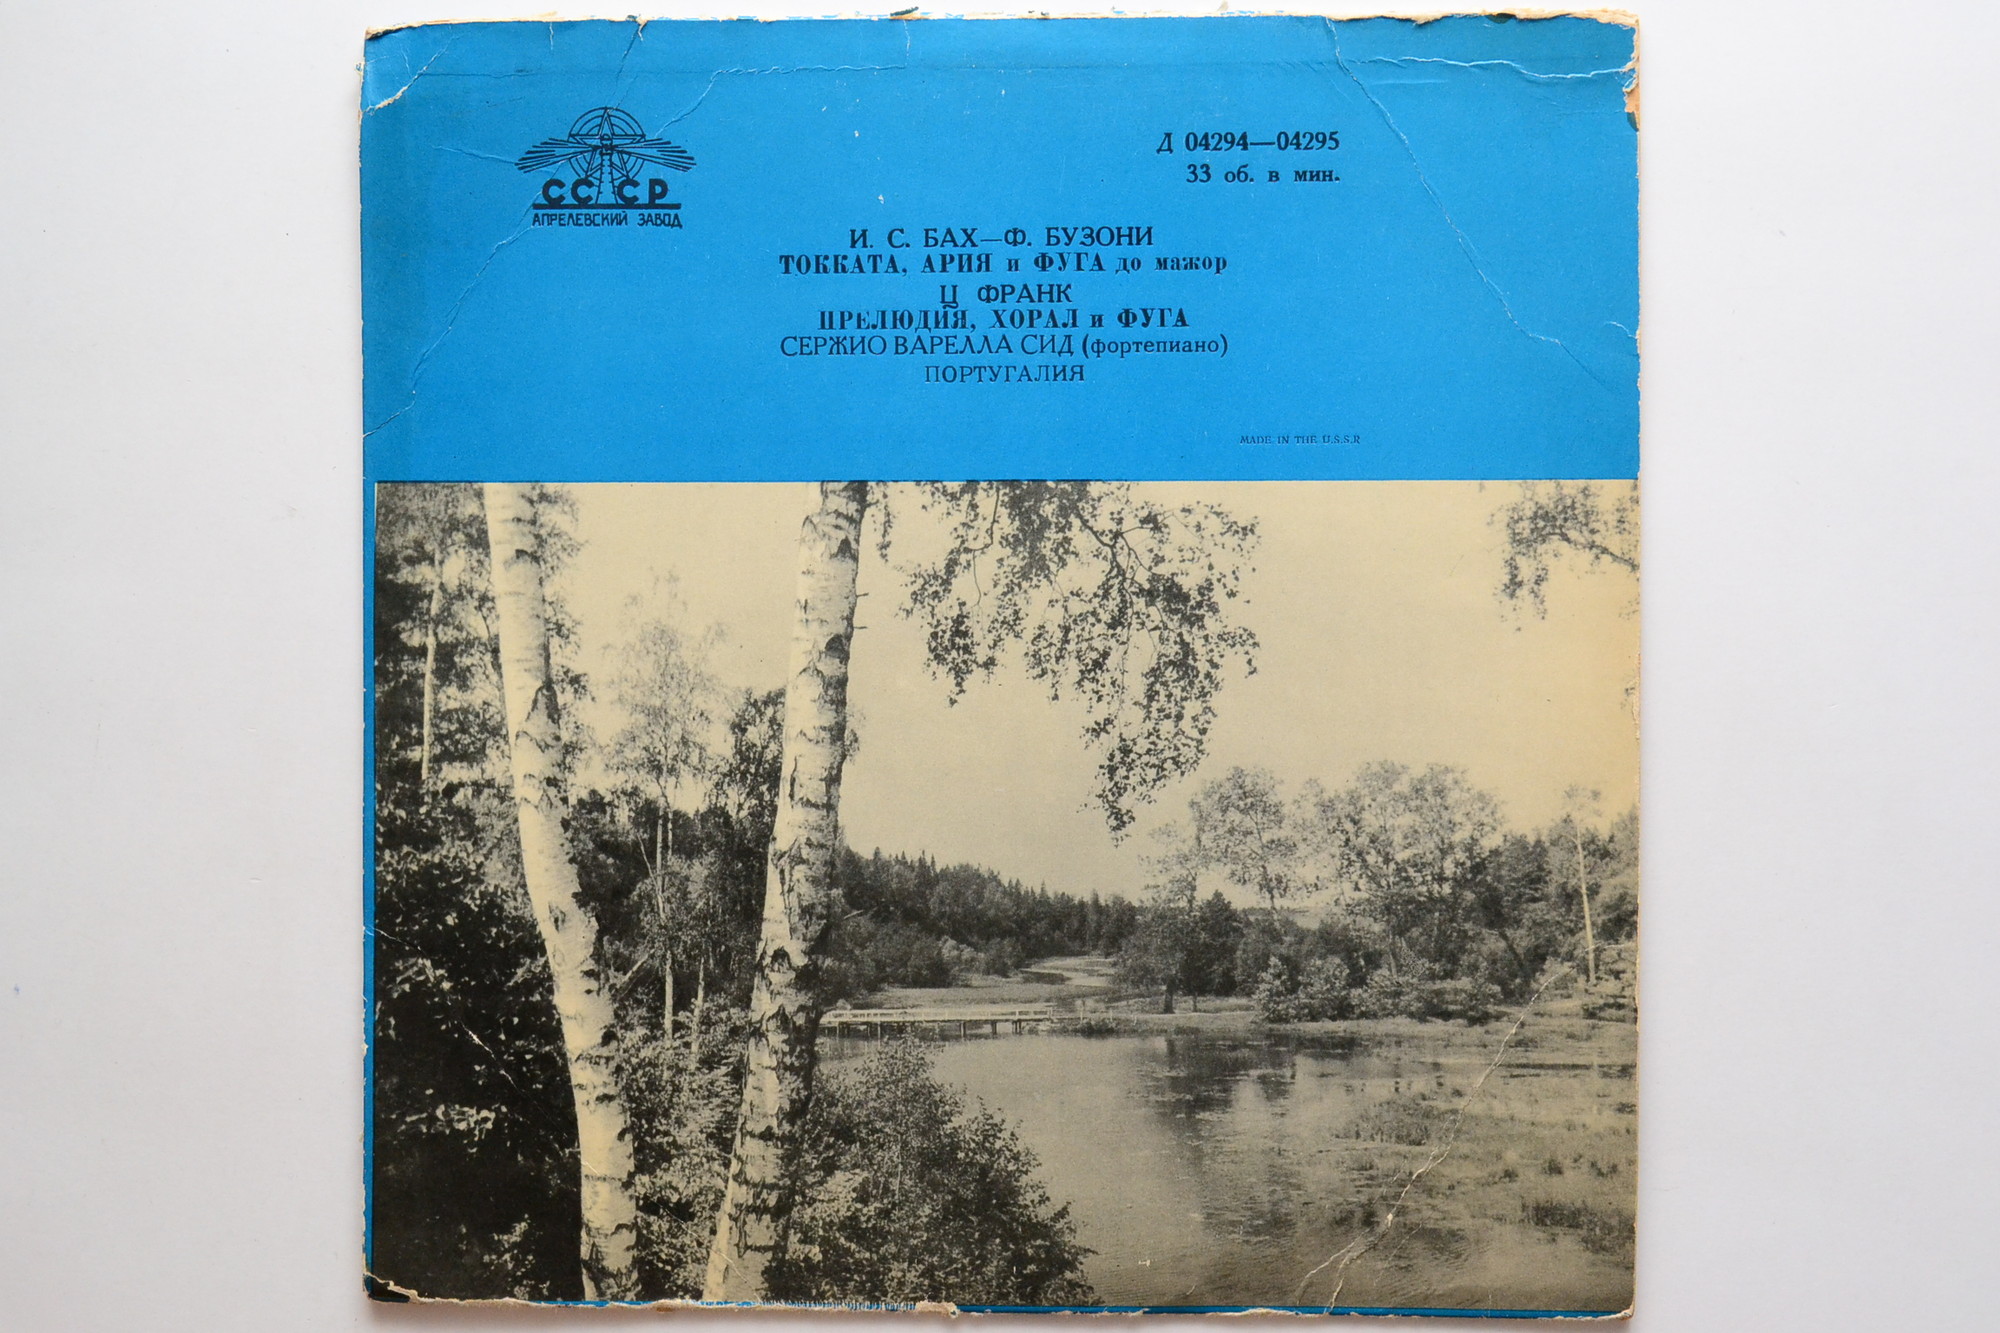 СССР
АПРЕЛЕВСКИЙ ЗАВОД
Д 04294—04295
33 об. в мин.
И. С. БАХ—Ф. БУЗОНИ
ТОККАТА, АРИЯ и ФУГА до мажор
Ц ФРАНК
ПРЕЛЮДИЯ, ХОРАЛ и ФУГА
СЕРЖИО ВАРЕЛЛА СИД (фортепиано)
ПОРТУГАЛИЯ
MADE IN THE U.S.S.R